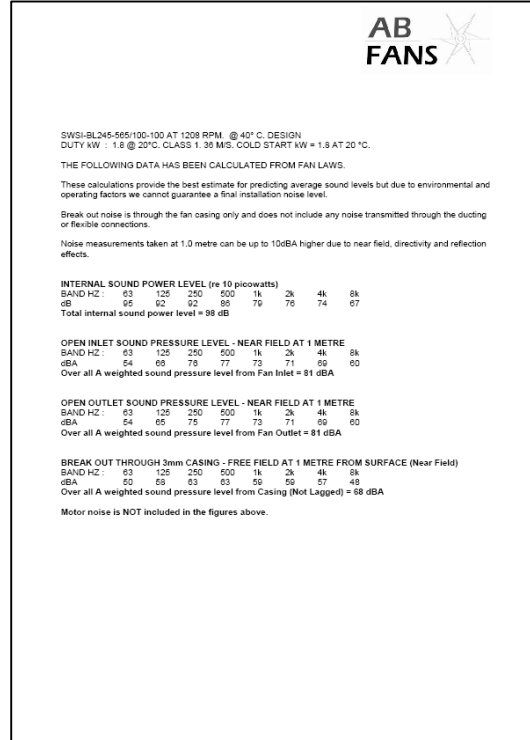 AB
FANS
SWSI-BL245-565/100-100 AT 1208 RPM. @ 40° C. DESIGN
DUTY kW : 1.8 @ 20°C. CLASS 1. 36 M/S. COLD START kW = 1.8 AT 20 °C.
THE FOLLOWING DATA HAS BEEN CALCULATED FROM FAN LAWS.
These calculations provide the best estimate for predicting average sound levels but due to environmental and
operating factors we cannot guarantee a final installation noise level.
Break out noise is through the fan casing only and does not include any noise transmitted through the ducting
or flexible connections.
Noise measurements taken at 1.0 metre can be up to 10dBA higher due to near field, directivity and reflection
effects.
INTERNAL SOUND POWER LEVEL (re 10 picowatts)
BAND HZ : 63 125 250 500 1k 2k 4k 8k
dB 95 92 92 86 79 76 74 67
Total internal sound power level = 98 dB
OPEN INLET SOUND PRESSURE LEVEL - NEAR FIELD AT 1 METRE
BAND HZ : 63 125 250 500 1k 2k 4k 8k
dBA 54 66 76 77 73 71 69 60
Over all A weighted sound pressure level from Fan Inlet = 81 dBA
OPEN OUTLET SOUND PRESSURE LEVEL - NEAR FIELD AT 1 METRE
BAND HZ : 63 125 250 500 1k 2k 4k 8k
dBA 54 65 75 77 73 71 69 60
Over all A weighted sound pressure level from Fan Outlet = 81 dBA
BREAK OUT THROUGH 3mm CASING - FREE FIELD AT 1 METRE FROM SURFACE (Near Field)
BAND HZ : 63 125 250 500 1k 2k 4k 8k
dBA 50 58 63 63 59 59 57 48
Over all A weighted sound pressure level from Casing (Not Lagged) = 68 dBA
Motor noise is NOT included in the figures above.